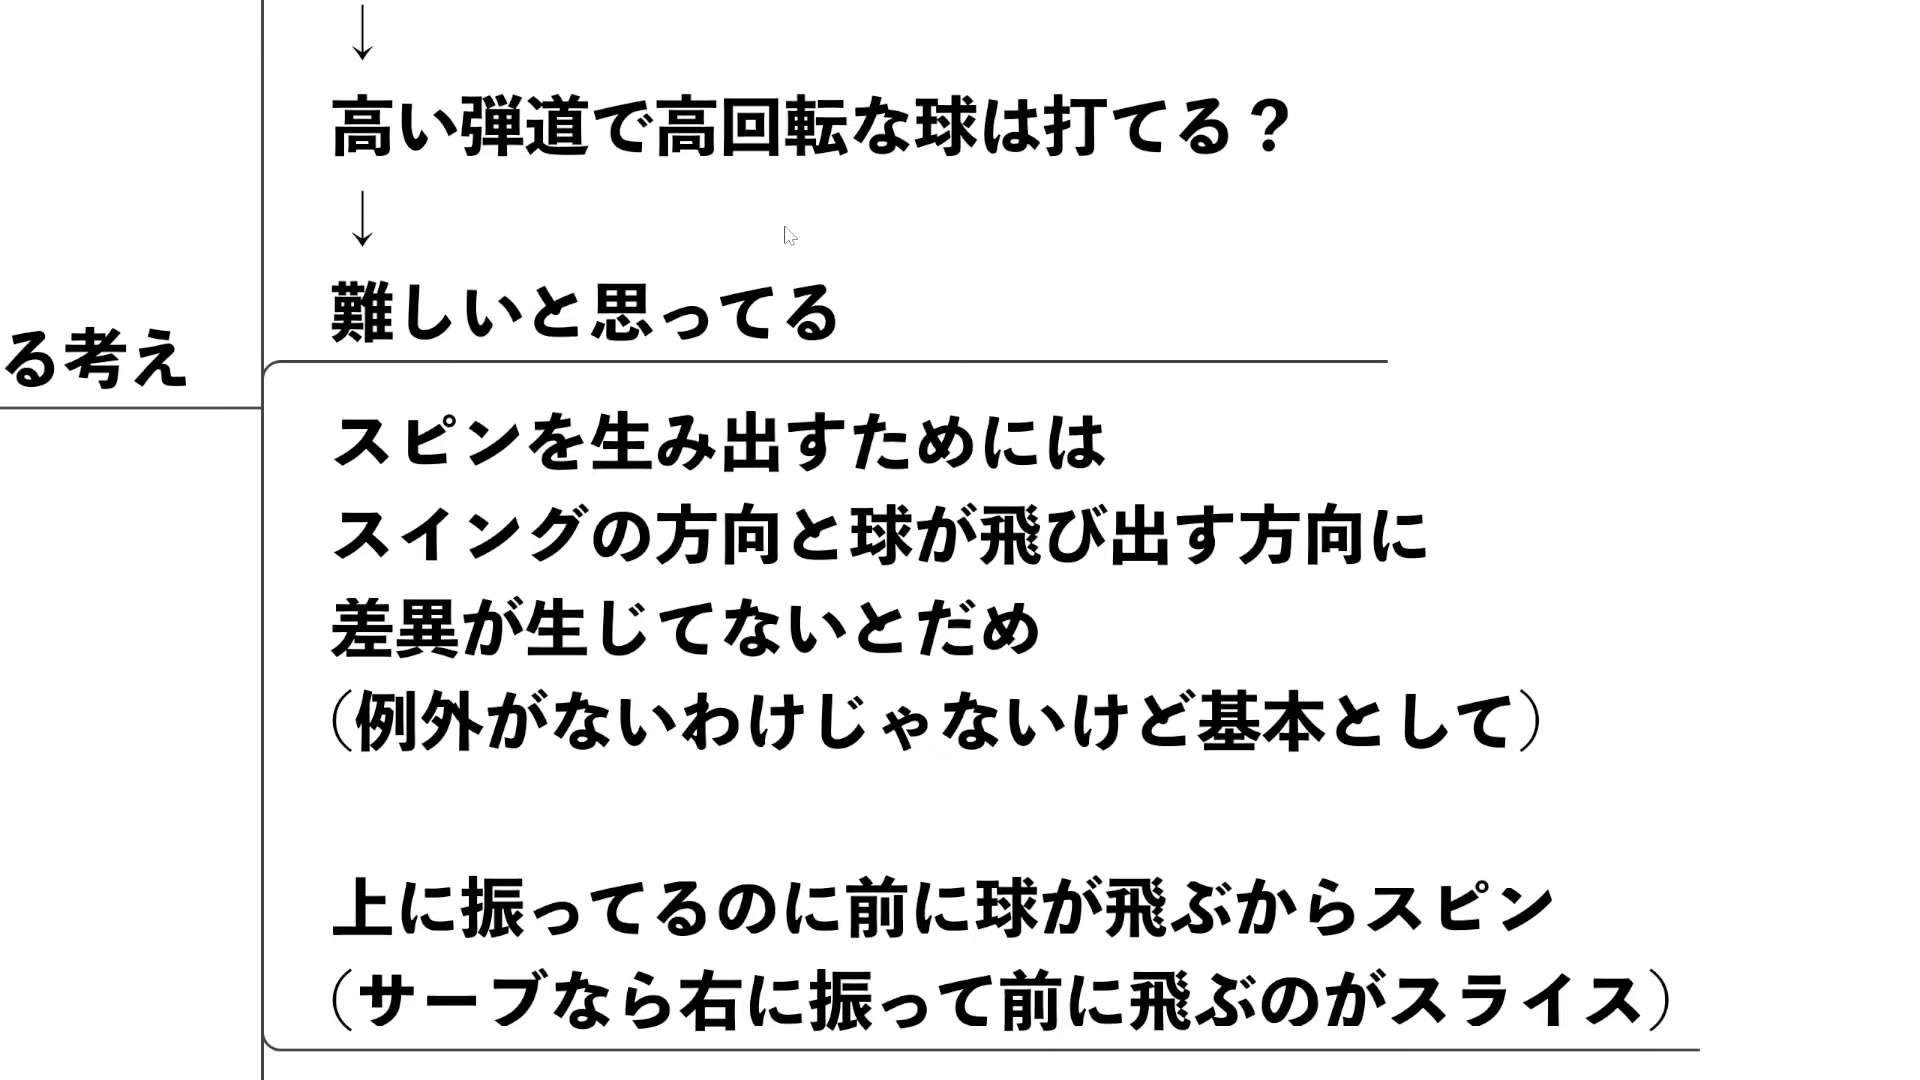 ↓
高い弾道で高回転な球は打てる？
↓
難しいと思ってる
る考え
スピンを生み出すためには
スイングの方向と球が飛び出す方向に
差異が生じてないとだめ
（例外がないわけじゃないけど基本として）
上に振ってるのに前に球が飛ぶからスピン
（サーブなら右に振って前に飛ぶのがスライス）